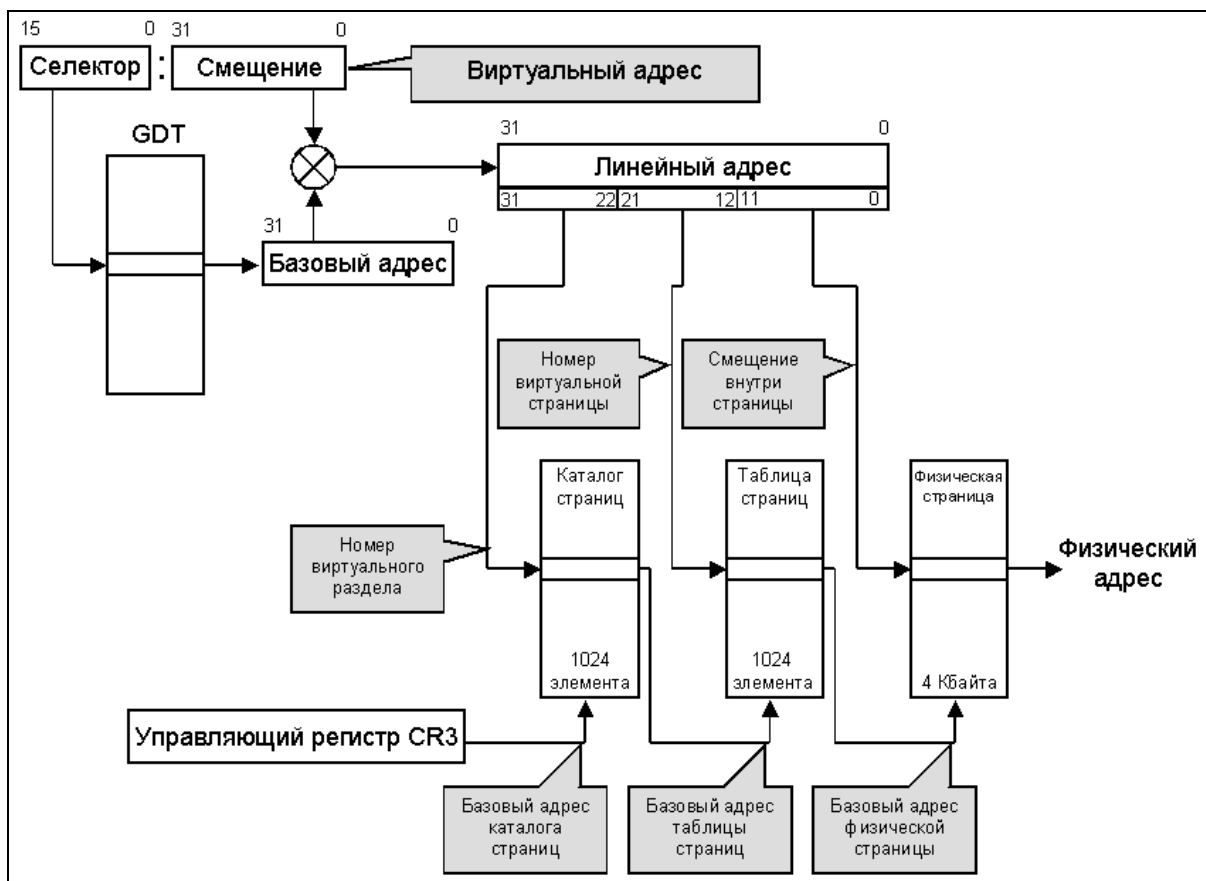 15 0 31 0
Селектор : Смещение
Виртуальный адрес
GDT
31 0
Линейный адрес
31 22 21 12 11 0
31 0
Базовый адрес
Номер
виртуальной
страницы
Смещение
внутри
страницы
Каталог
страниц
Таблица
страниц
Физическая
страница
Номер
виртуального
раздела
Физический
адрес
1024
элемента
1024
элемента
4 Кбайта
Управляющий регистр CR3
Базовый адрес
каталога
страниц
Базовый адрес
таблицы
страниц
Базовый адрес
физической
страницы